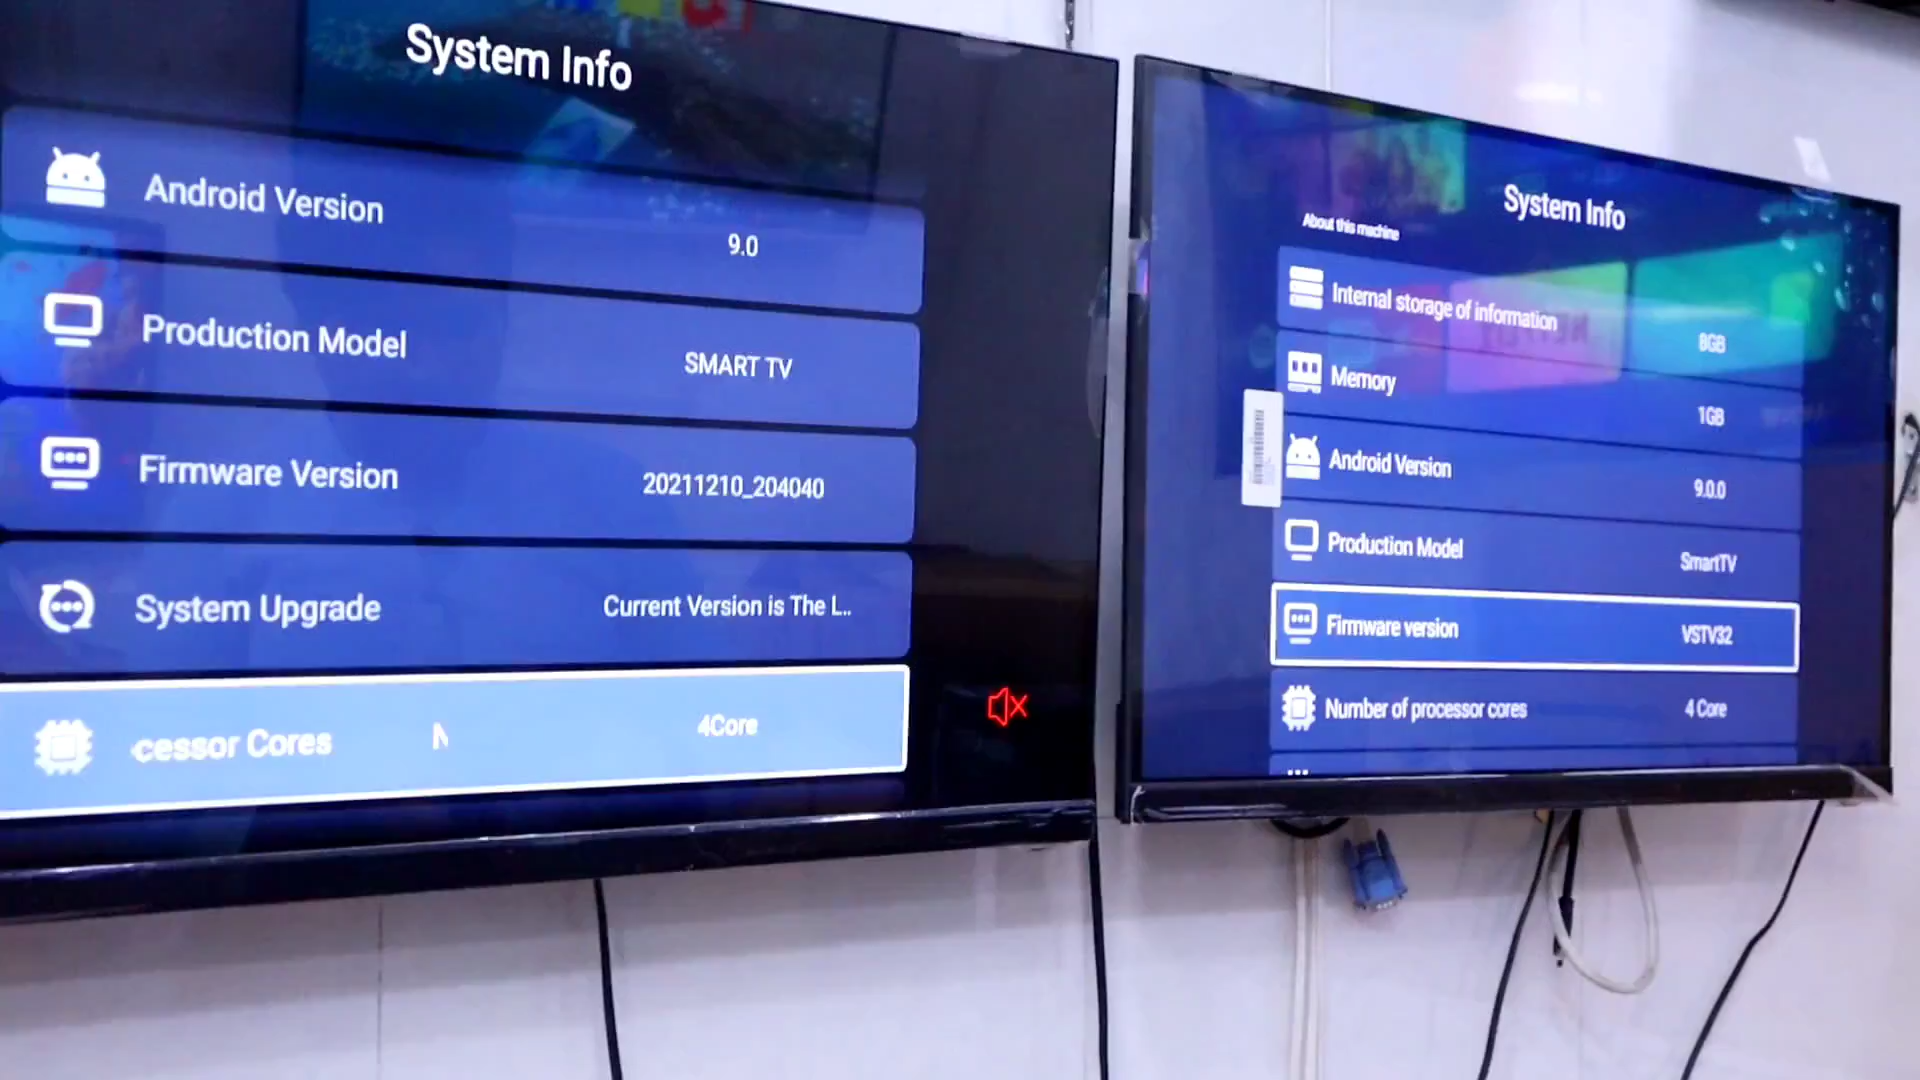 System Info
Android Version
9.0
Production Model
SMART TV
Firmware Version
20211210_204040
System Upgrade
Current Version is The L..
cessor Cores N
4Core
System Info
About this machine
Internal storage of information
8GB
Memory
1GB
Android Version
9.0.0
Production Model
SmartTV
Firmware version
VSTV32
Number of processor cores
4 Core